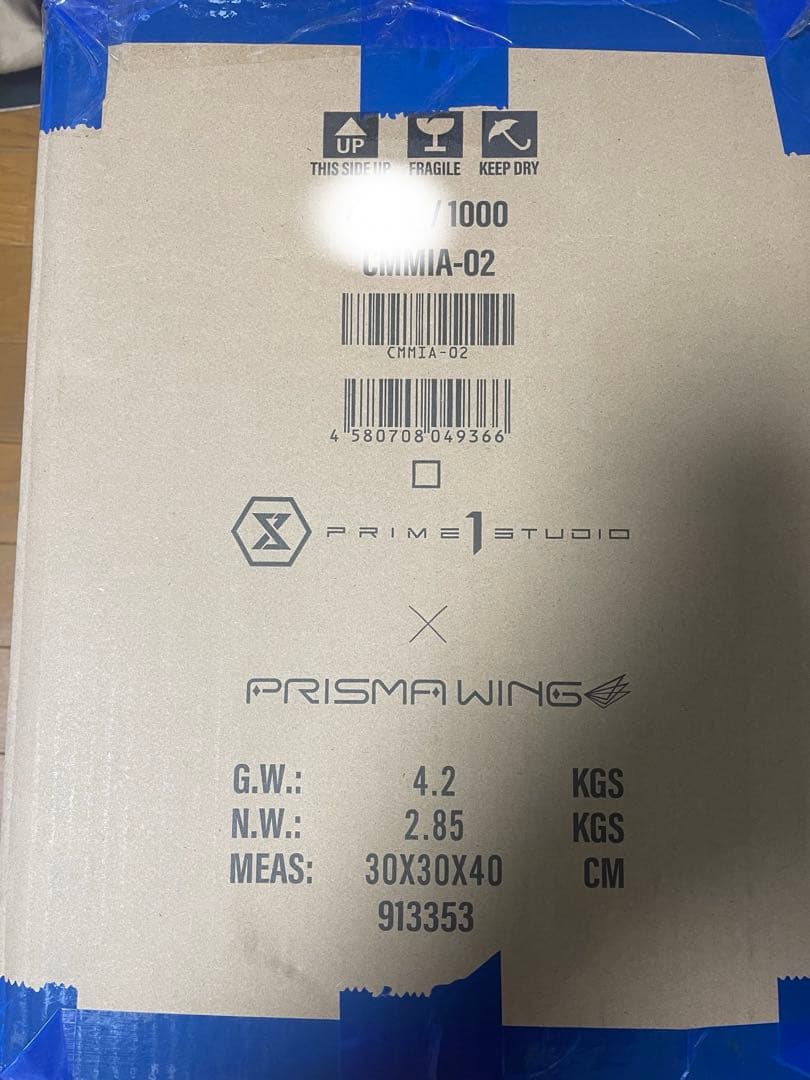 UP
THIS SIDE UP FRAGILE KEEP DRY
/1000
CMMIA-02
CMMIA-02
4 580708 049366
PRIME 1 STUDIO
×
PRISMA WING
G.W.: 4.2 KGS
N.W.: 2.85 KGS
MEAS: 30X30X40 CM
913353